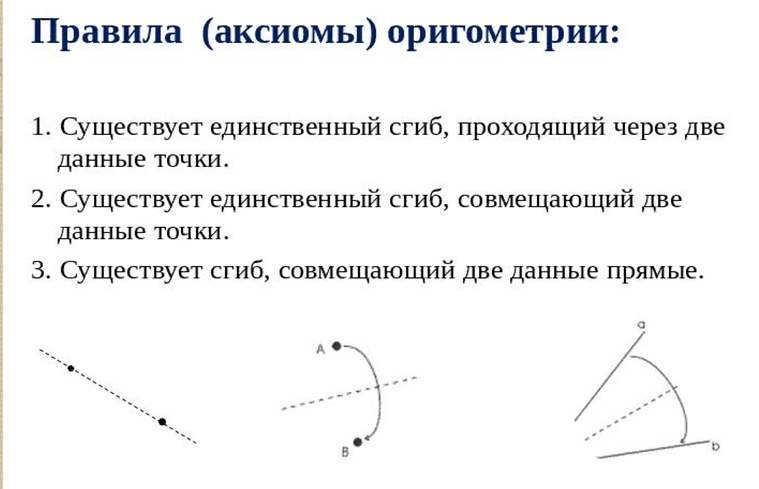 Правила (аксиомы) оригометрии:
1. Существует единственный сгиб, проходящий через две
данные точки.
2. Существует единственный сгиб, совмещающий две
данные точки.
3. Существует сгиб, совмещающий две данные прямые.
a
A
B
b